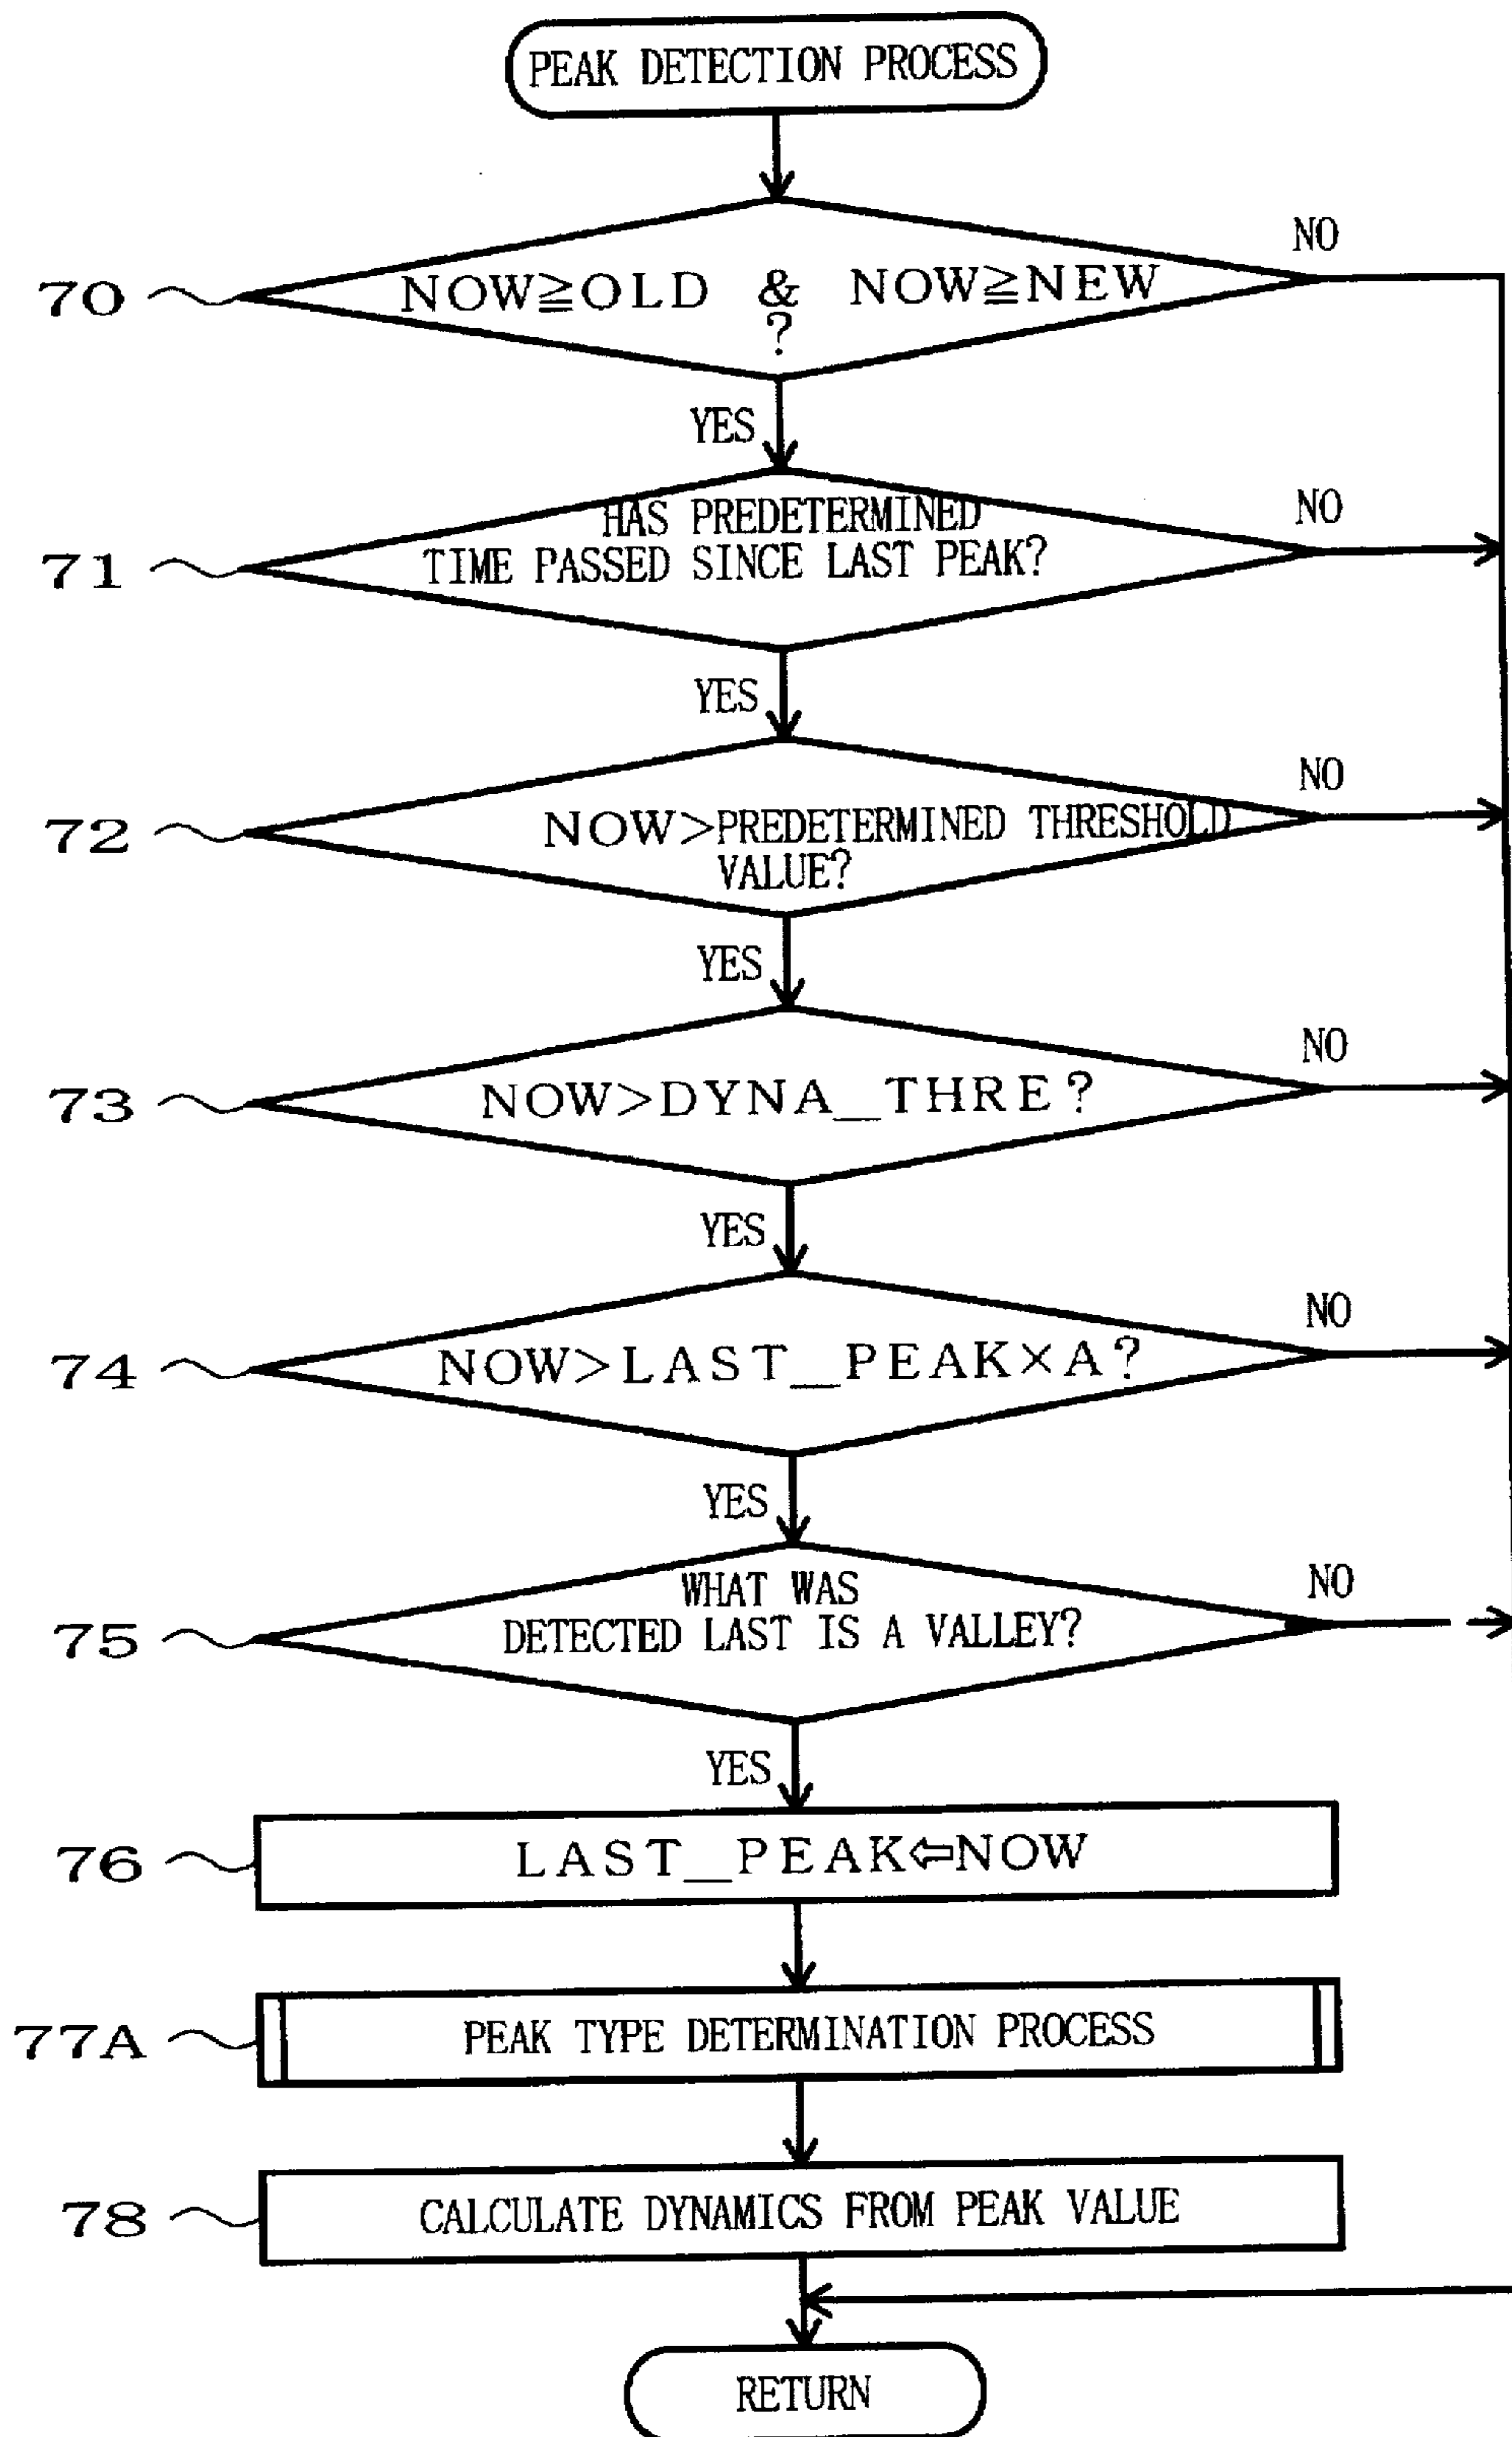 PEAK DETECTION PROCESS
NO
70
NOW≧OLD & NOW≧NEW
?
YES
HAS PREDETERMINED
NO
71
TIME PASSED SINCE LAST PEAK?
YES
NO
72
NOW>PREDETERMINED THRESHOLD
VALUE?
YES
NO
73
NOW>DYNA_THRE?
YES
NO
74
NOW>LAST_PEAK×A?
YES
WHAT WAS
NO
75
DETECTED LAST IS A VALLEY?
YES
76
LAST_PEAK⇦NOW
77A
PEAK TYPE DETERMINATION PROCESS
78
CALCULATE DYNAMICS FROM PEAK VALUE
RETURN